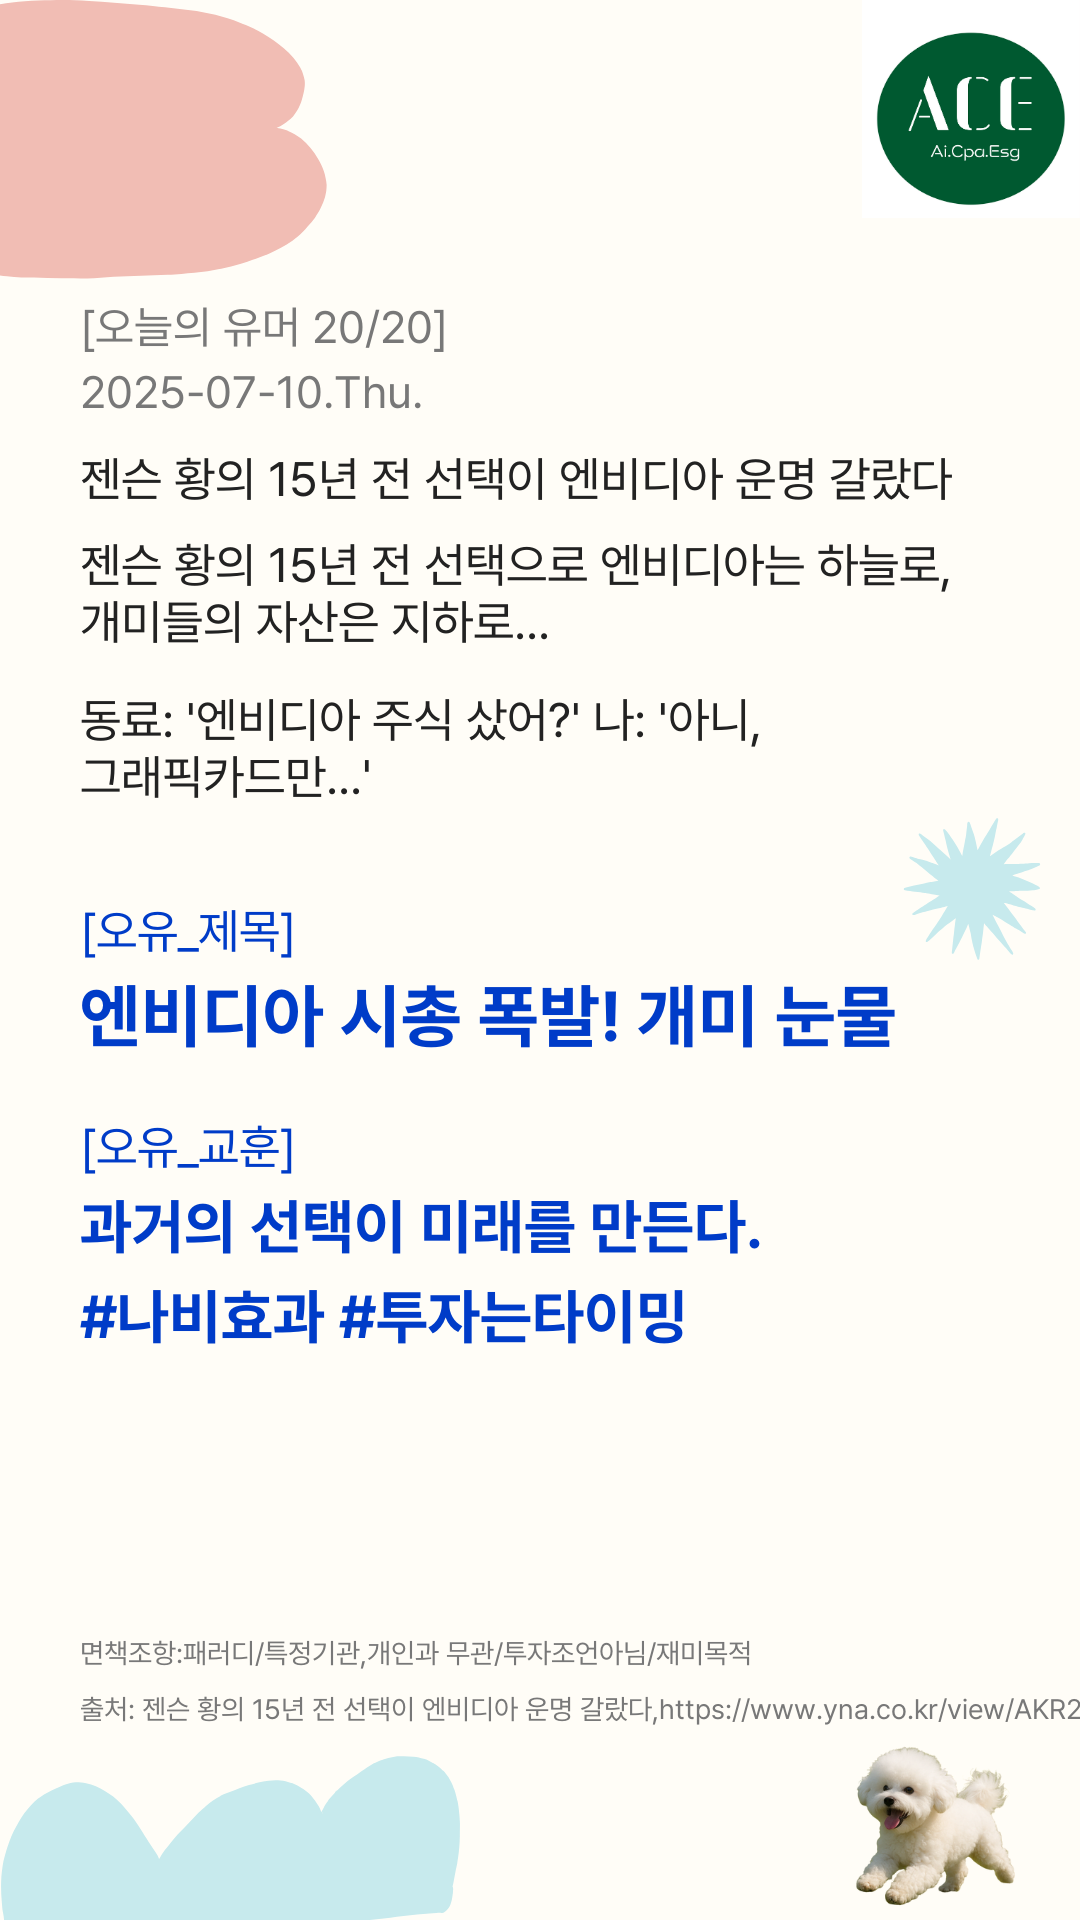 ACE
Ai.Cpa.Esg
[오늘의 유머 20/20]
2025-07-10.Thu.
젠슨 황의 15년 전 선택이 엔비디아 운명 갈랐다
젠슨 황의 15년 전 선택으로 엔비디아는 하늘로,
개미들의 자산은 지하로...
동료: '엔비디아 주식 샀어?' 나: '아니,
그래픽카드만...'
[오유_제목]
엔비디아 시총 폭발! 개미 눈물
[오유_교훈]
과거의 선택이 미래를 만든다.
#나비효과 #투자는타이밍
면책조항:패러디/특정기관,개인과 무관/투자조언아님/재미목적
출처: 젠슨 황의 15년 전 선택이 엔비디아 운명 갈랐다,https://www.yna.co.kr/view/AKR2